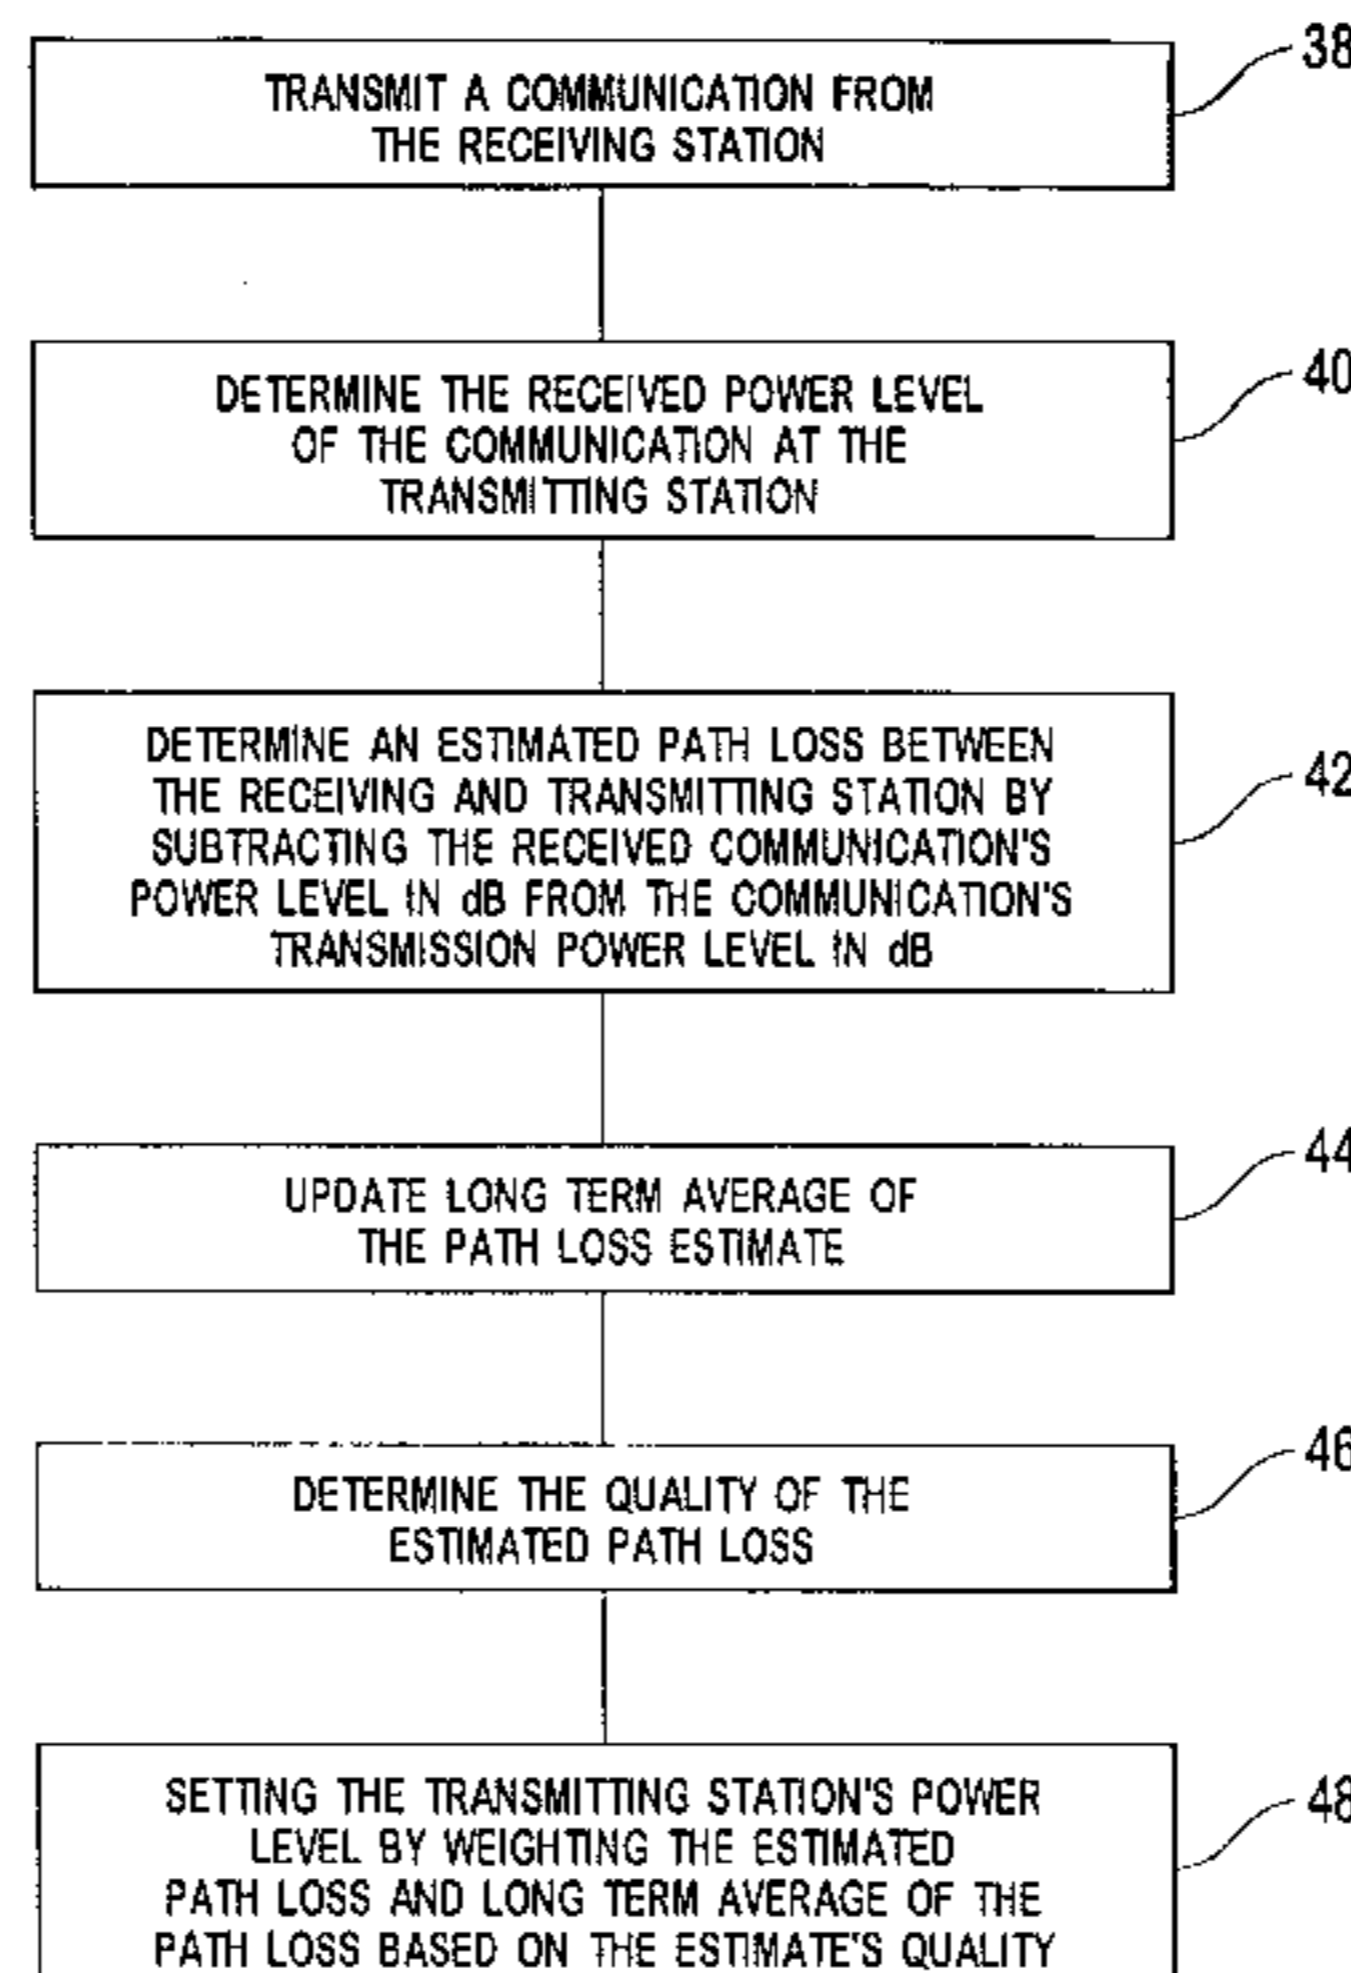 38
TRANSMIT A COMMUNICATION FROM
THE RECEIVING STATION
40
DETERMINE THE RECEIVED POWER LEVEL
OF THE COMMUNICATION AT THE
TRANSMITTING STATION
42
DETERMINE AN ESTIMATED PATH LOSS BETWEEN
THE RECEIVING AND TRANSMITTING STATION BY
SUBTRACTING THE RECEIVED COMMUNICATION'S
POWER LEVEL IN dB FROM THE COMMUNICATION'S
TRANSMISSION POWER LEVEL IN dB
44
UPDATE LONG TERM AVERAGE OF
THE PATH LOSS ESTIMATE
46
DETERMINE THE QUALITY OF THE
ESTIMATED PATH LOSS
48
SETTING THE TRANSMITTING STATION'S POWER
LEVEL BY WEIGHTING THE ESTIMATED
PATH LOSS AND LONG TERM AVERAGE OF THE
PATH LOSS BASED ON THE ESTIMATE'S QUALITY